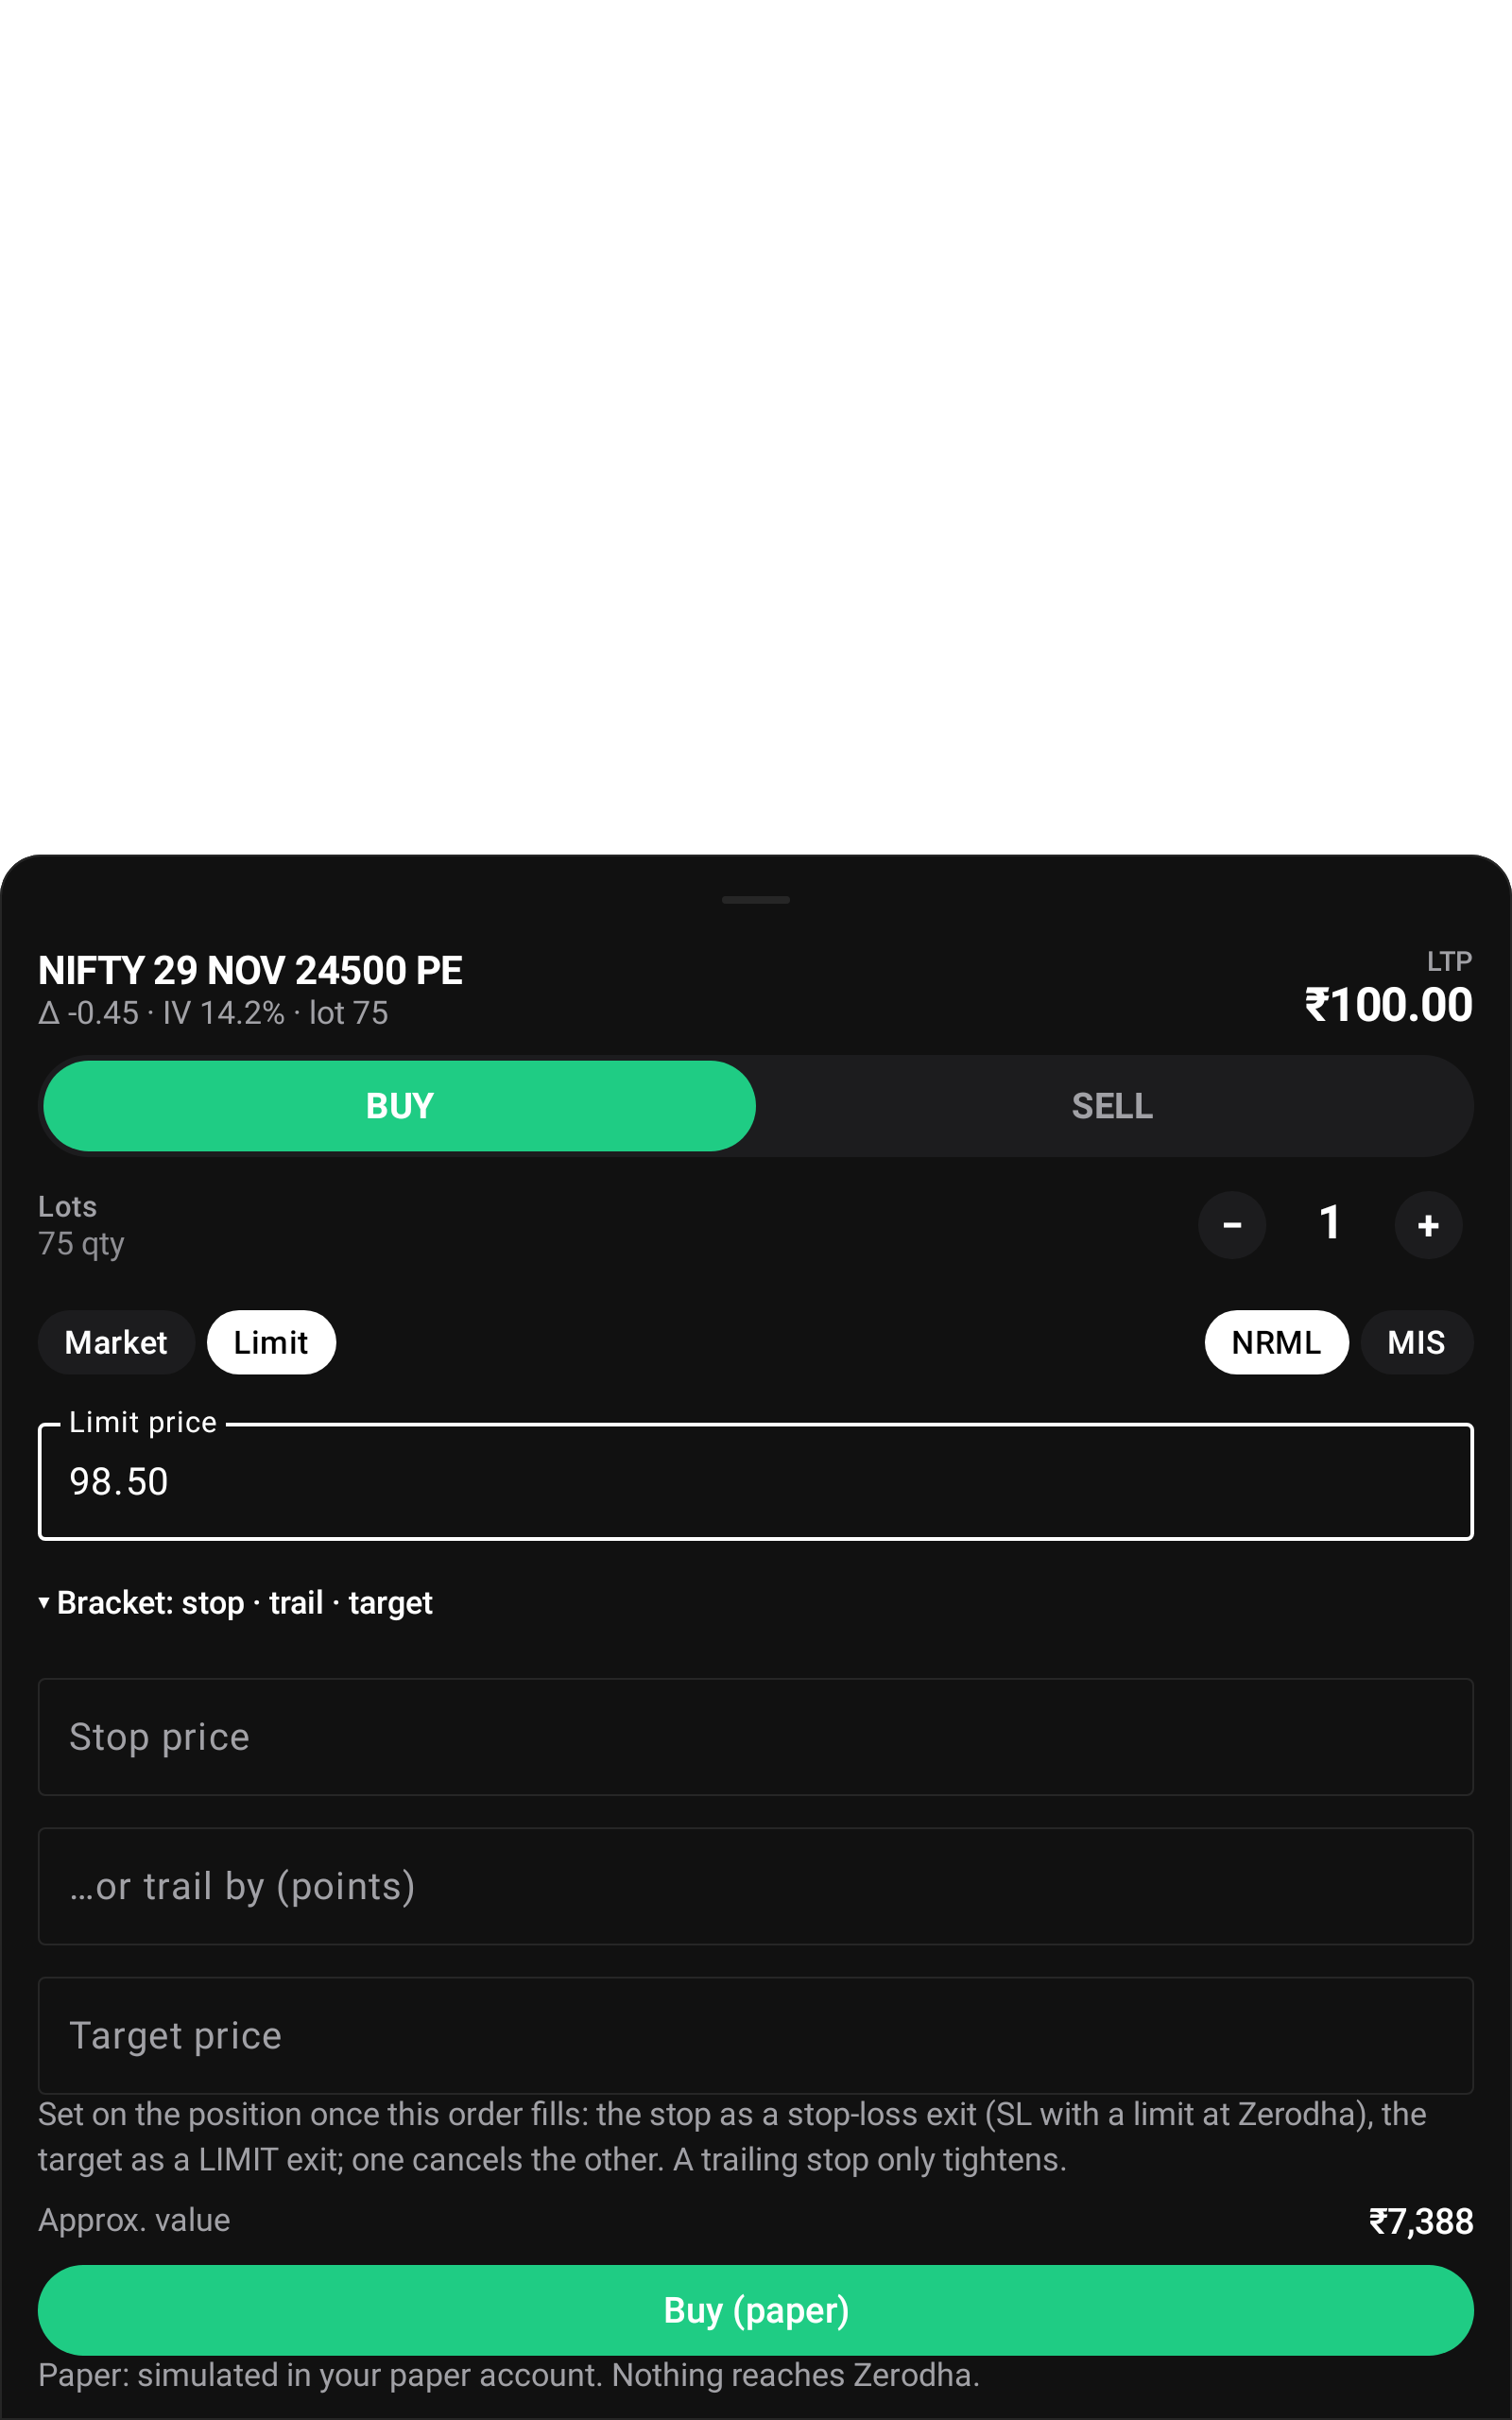 NIFTY 29 NOV 24500 PE
Δ -0.45 · IV 14.2% · lot 75
LTP
₹100.00
BUY
SELL
Lots
75 qty
−
1
+
Market
Limit
NRML
MIS
Limit price
98.50
▾ Bracket: stop · trail · target
Stop price
…or trail by (points)
Target price
Set on the position once this order fills: the stop as a stop-loss exit (SL with a limit at Zerodha), the
target as a LIMIT exit; one cancels the other. A trailing stop only tightens.
Approx. value
₹7,388
Buy (paper)
Paper: simulated in your paper account. Nothing reaches Zerodha.